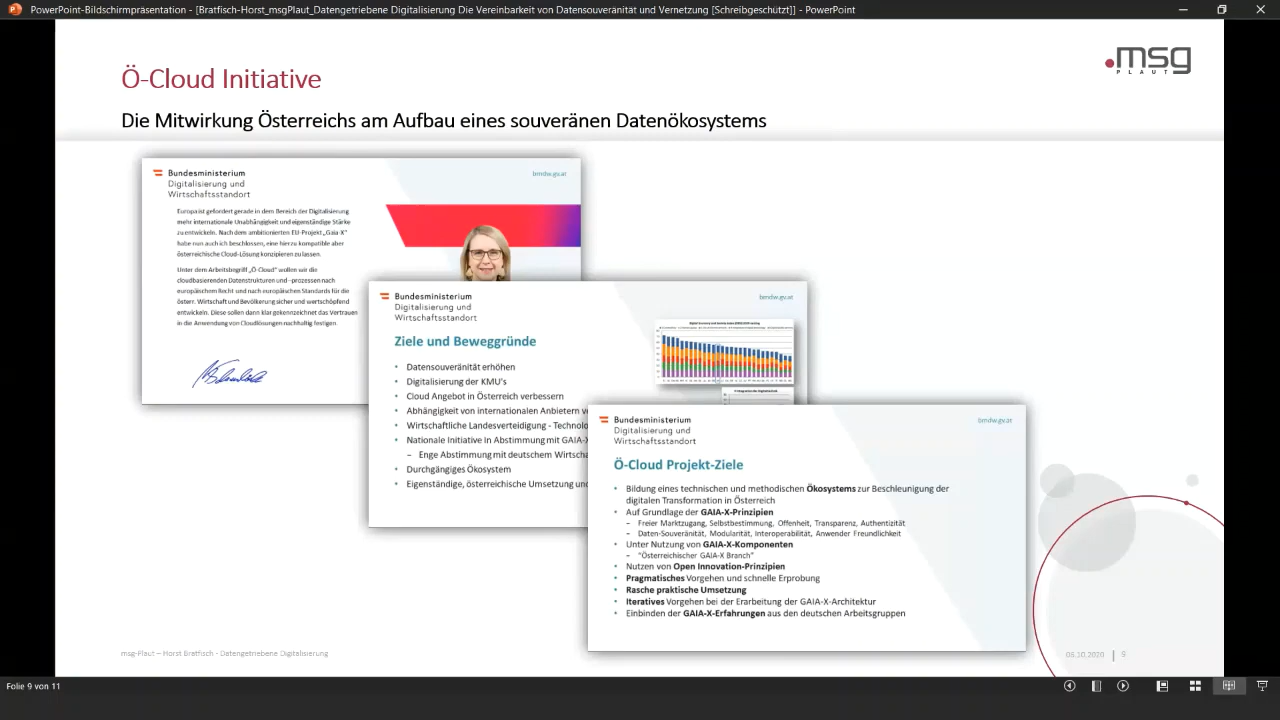 PowerPoint-Bildschirmpräsentation - [Bratfisch-Horst_msgPlaut_Datengetriebene Digitalisierung Die Vereinbarkeit von Datensouveränität und Vernetzung [Schreibgeschützt]] - PowerPoint
.msg
PLAUT
Ö-Cloud Initiative
Die Mitwirkung Österreichs am Aufbau eines souveränen Datenökosystems
Bundesministerium
Digitalisierung und
Wirtschaftsstandort
bmdw.gv.at
Europa ist gefordert gerade in dem Bereich der Digitalisierung
mehr internationale Unabhängigkeit und eigenständige Stärke
zu entwickeln. Nach dem ambitionierten EU-Projekt „Gaia-X"
habe nun auch ich beschlossen, eine hierzu kompatible aber
österreichische Cloud-Lösung konzipieren zu lassen.
Unter dem Arbeitsbegriff „Ö-Cloud" wollen wir die
cloudbasierenden Datenstrukturen und -prozessen nach
europäischem Recht und nach europäischen Standards für die
österr. Wirtschaft und Bevölkerung sicher und wertschöpfend
entwickeln. Diese sollen dann klar gekennzeichnet das Vertrauen
in die Anwendung von Cloudlösungen nachhaltig festigen.
Bundesministerium
Digitalisierung und
Wirtschaftsstandort
bmdw.gv.at
Ziele und Beweggründe
• Datensouveränität erhöhen
• Digitalisierung der KMU's
• Cloud Angebot in Österreich verbessern
• Abhängigkeit von internationalen Anbietern v
• Wirtschaftliche Landesverteidigung - Technolo
• Nationale Initiative in Abstimmung mit GAIA-X
– Enge Abstimmung mit deutschem Wirtscha
• Durchgängiges Ökosystem
• Eigenständige, österreichische Umsetzung und
Bundesministerium
Digitalisierung und
Wirtschaftsstandort
bmdw.gv.at
Ö-Cloud Projekt-Ziele
• Bildung eines technischen und methodischen Ökosystems zur Beschleunigung der
digitalen Transformation in Österreich
• Auf Grundlage der GAIA-X-Prinzipien
– Freier Marktzugang, Selbstbestimmung, Offenheit, Transparenz, Authentizität
– Daten-Souveränität, Modularität, Interoperabilität, Anwender Freundlichkeit
• Unter Nutzung von GAIA-X-Komponenten
– "Österreichischer GAIA-X Branch"
• Nutzen von Open Innovation-Prinzipien
• Pragmatisches Vorgehen und schnelle Erprobung
• Rasche praktische Umsetzung
• Iteratives Vorgehen bei der Erarbeitung der GAIA-X-Architektur
• Einbinden der GAIA-X-Erfahrungen aus den deutschen Arbeitsgruppen
msg-Plaut – Horst Bratfisch - Datengetriebene Digitalisierung
06.10.2020 | 9
Folie 9 von 11